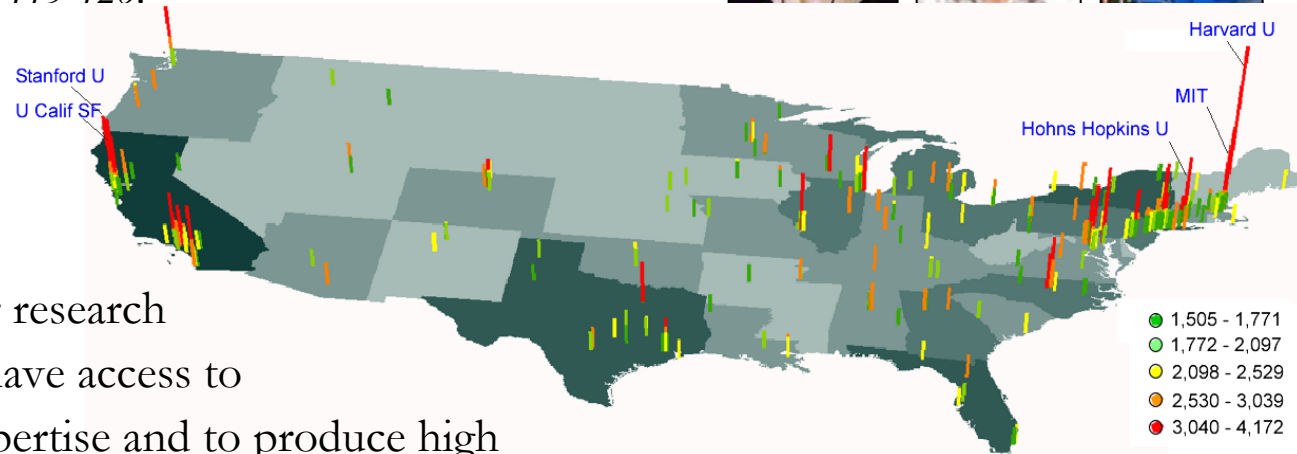 Harvard U
Stanford U
MIT
U Calif SF
Hohns Hopkins U
research
have access to
pertise and to produce high
1,505 - 1,771
1,772 - 2,097
2,098 - 2,529
2,530 - 3,039
3,040 - 4,172